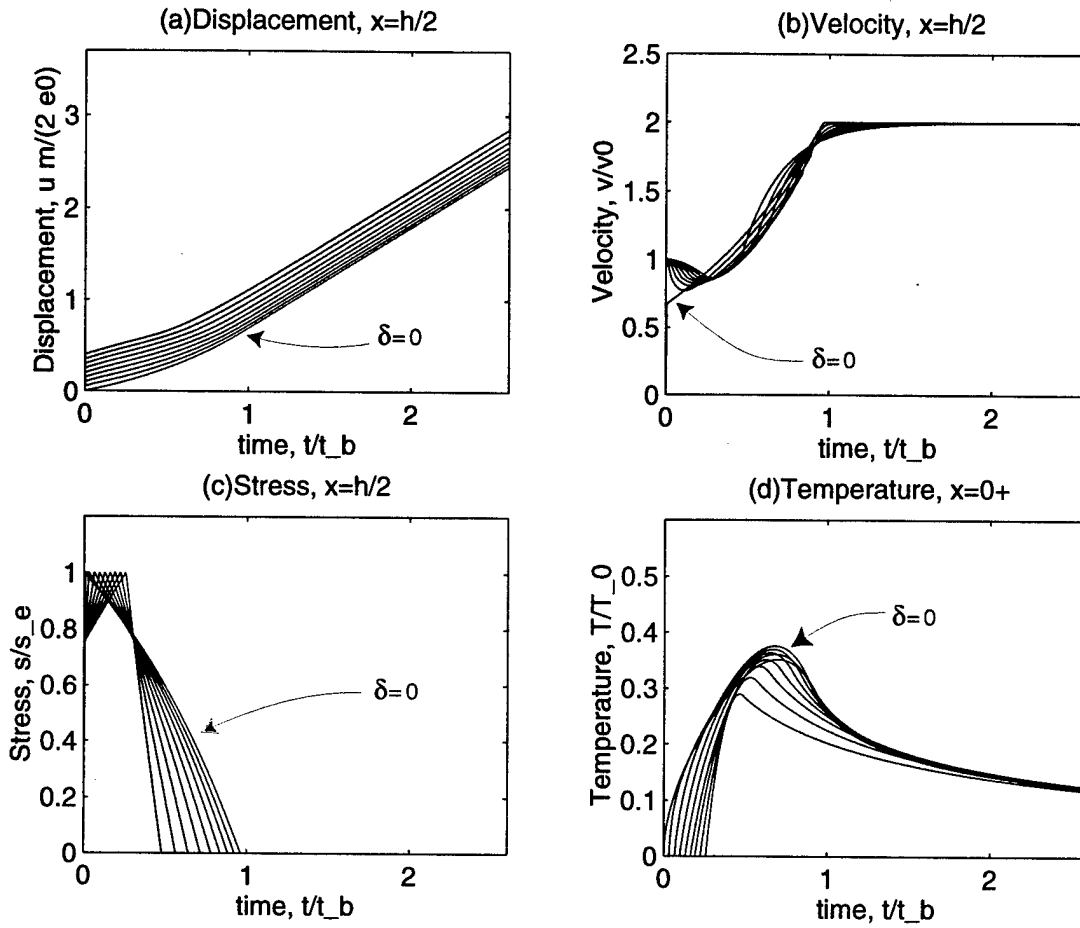 (a)Displacement, x=h/2
Displacement, u m/(2 e0)
3
2
1
0
δ=0
0
1
2
time, t/t_b
(b)Velocity, x=h/2
Velocity, v/v0
2.5
2
1.5
1
0.5
0
δ=0
0
1
2
time, t/t_b
(c)Stress, x=h/2
Stress, s/s_e
1
0.8
0.6
0.4
0.2
0
δ=0
0
1
2
time, t/t_b
(d)Temperature, x=0+
Temperature, T/T_0
0.5
0.4
0.3
0.2
0.1
0
δ=0
0
1
2
time, t/t_b